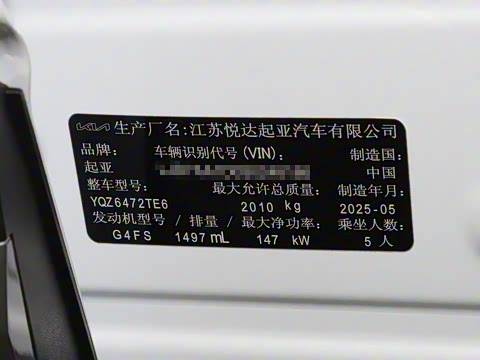 KIA 生产厂名:江苏悦达起亚汽车有限公司
品牌: 车辆识别代号(VIN): 制造国:
起亚 中国
整车型号: 最大允许总质量: 制造年月:
YQZ6472TE6 2010 kg 2025-05
发动机型号 / 排量 / 最大净功率: 乘坐人数:
G4FS 1497 mL 147 kW 5 人